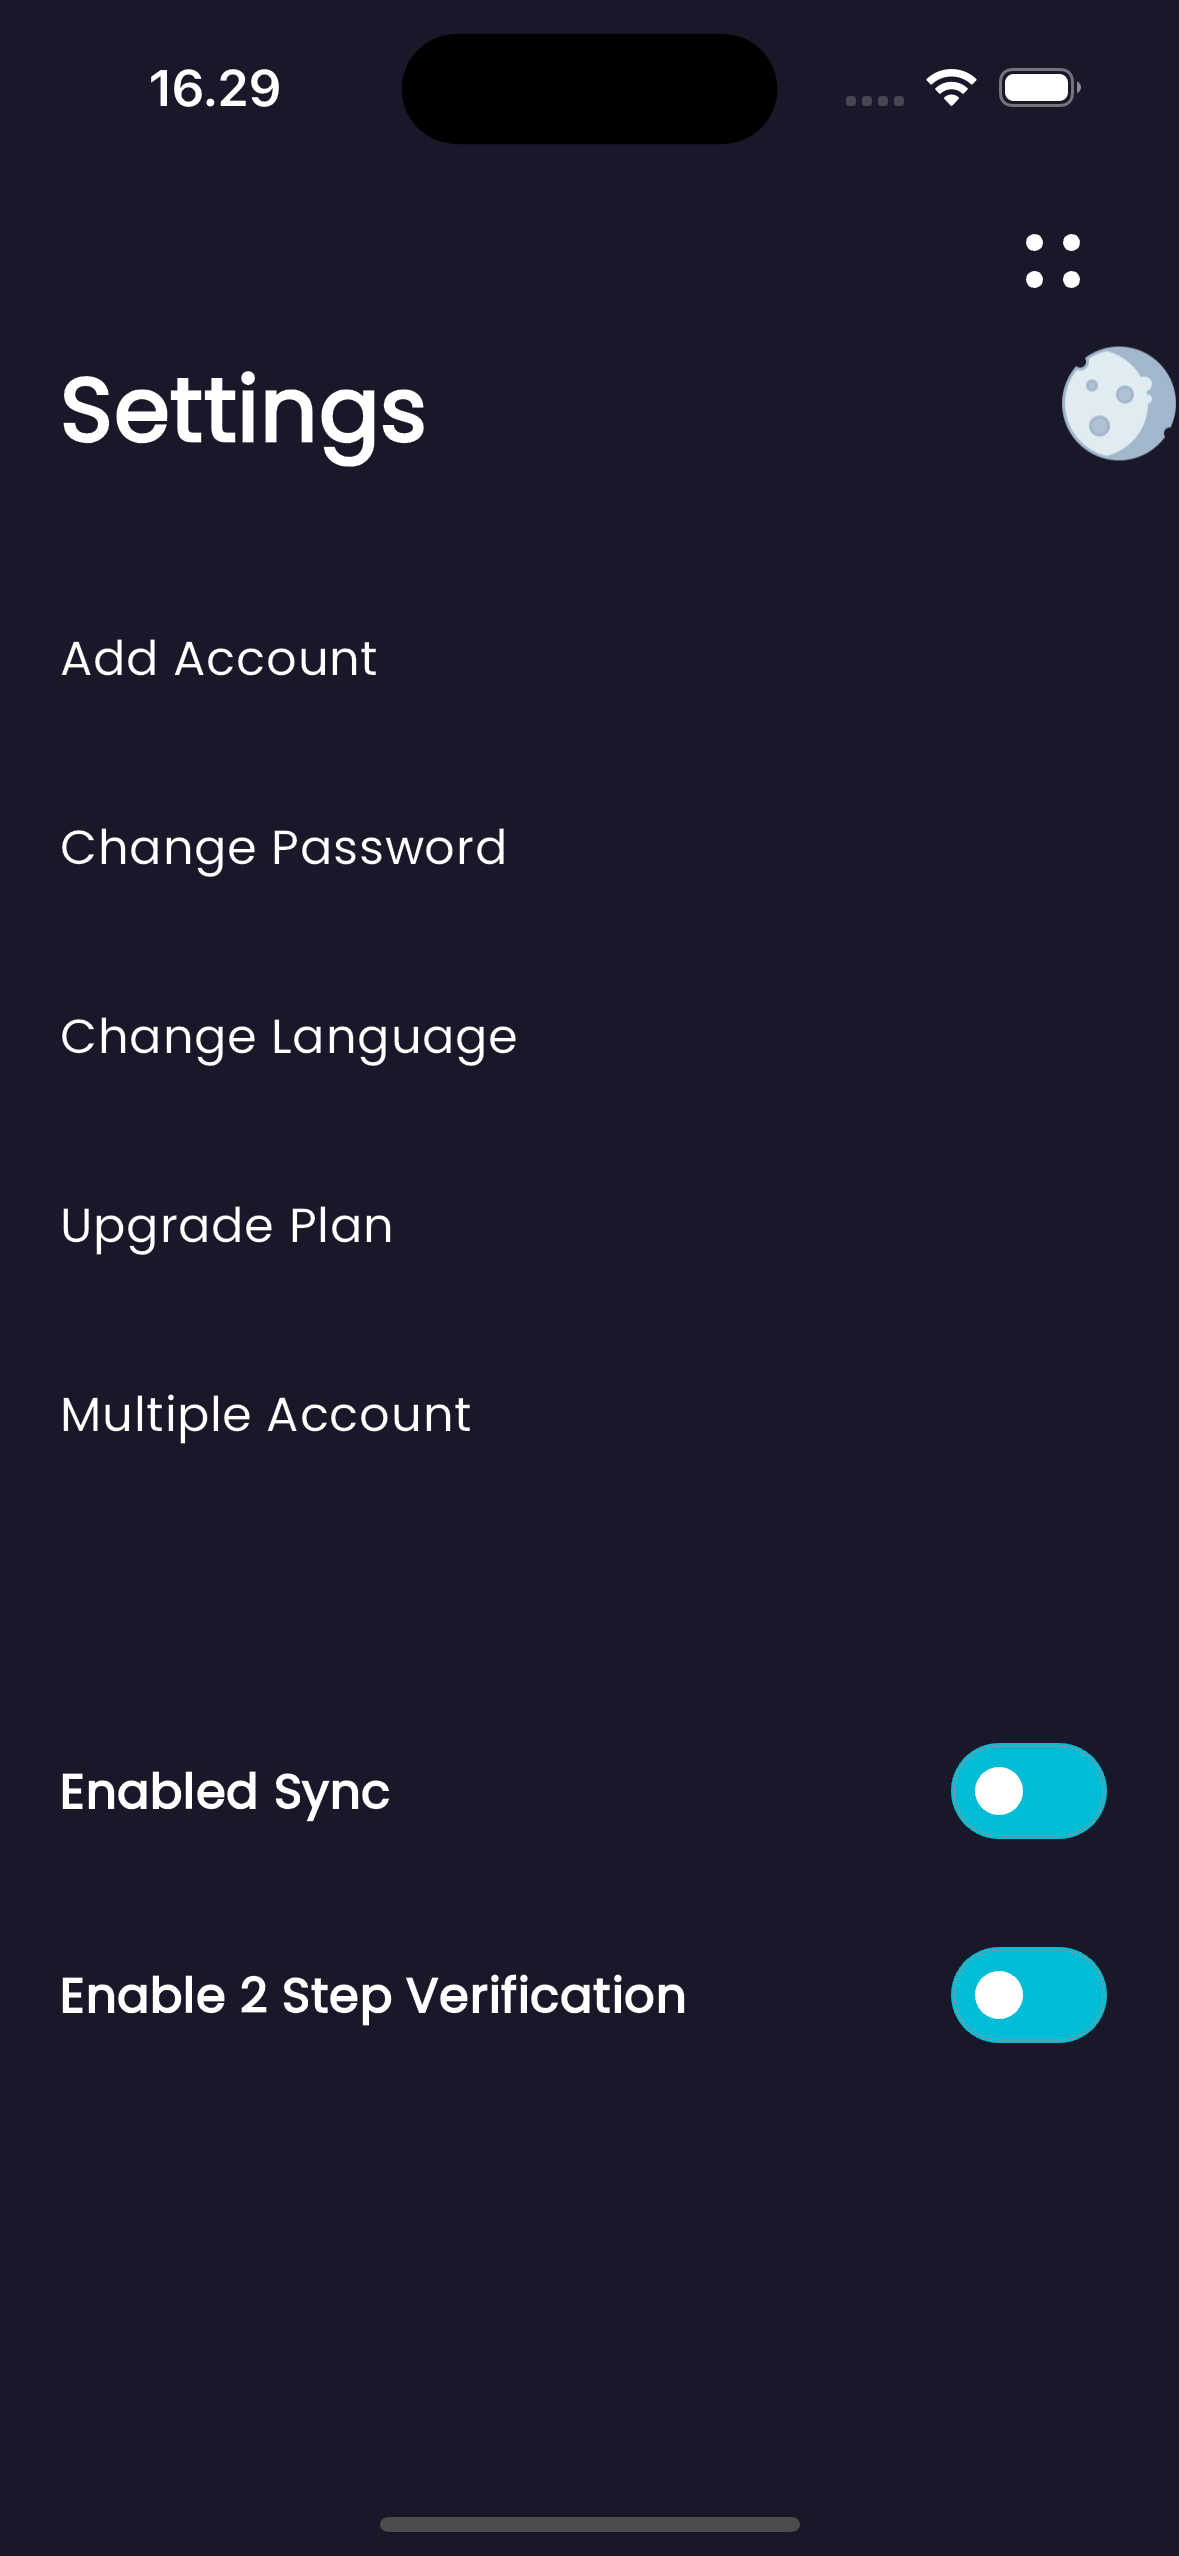 16.29
Settings
Add Account
Change Password
Change Language
Upgrade Plan
Multiple Account
Enabled Sync
Enable 2 Step Verification